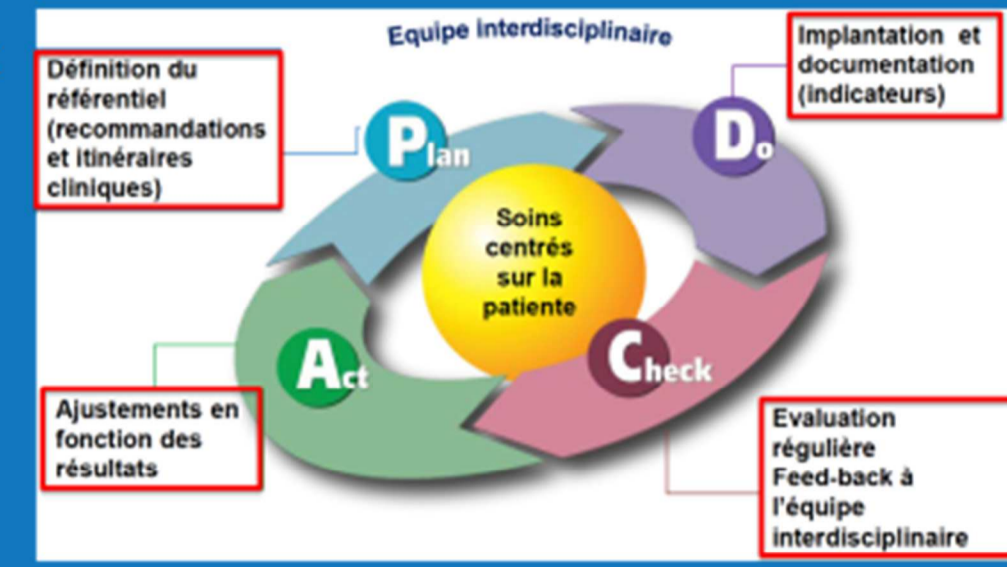 Equipe interdisciplinaire
Définition du
référentiel
(recommandations
et itinéraires
cliniques)
Plan
Do
Implantation et
documentation
(indicateurs)
Soins
centrés
sur la
patiente
Act
Check
Ajustements en
fonction des
résultats
Evaluation
régulière
Feed-back à
l'équipe
interdisciplinaire